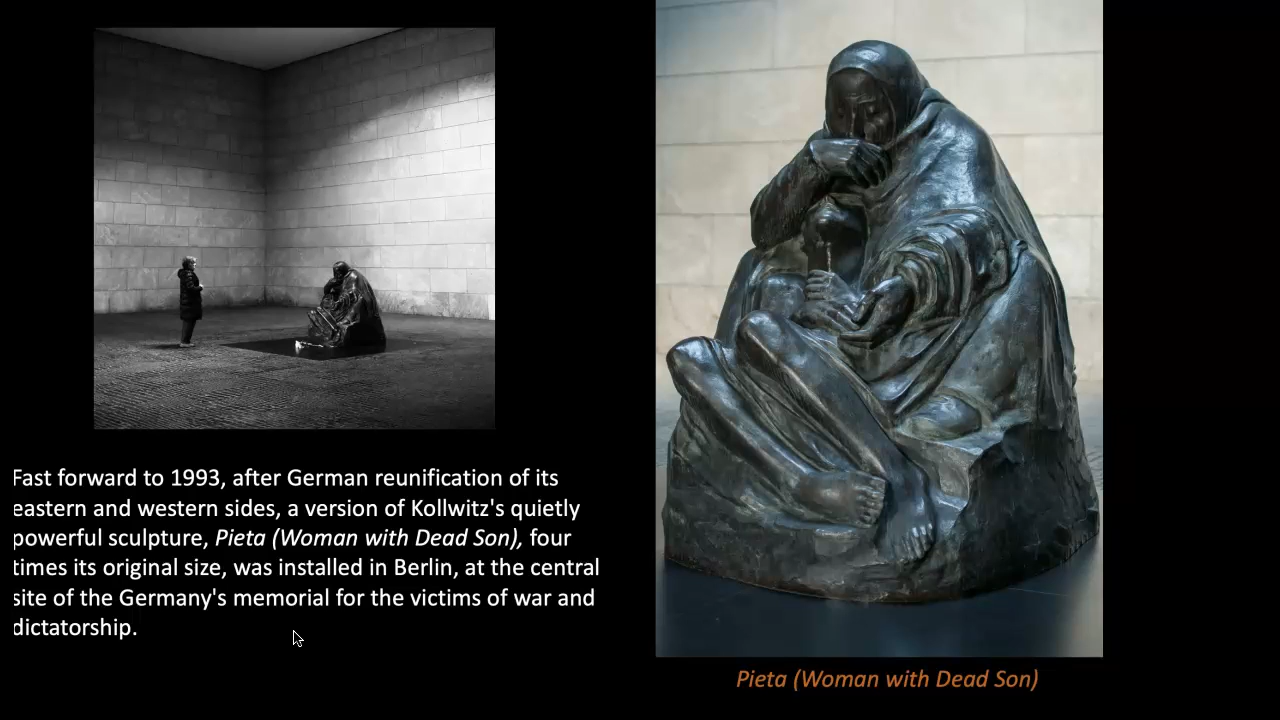 Fast forward to 1993, after German reunification of its
eastern and western sides, a version of Kollwitz's quietly
powerful sculpture, Pieta (Woman with Dead Son), four
times its original size, was installed in Berlin, at the central
site of the Germany's memorial for the victims of war and
dictatorship.
Pieta (Woman with Dead Son)